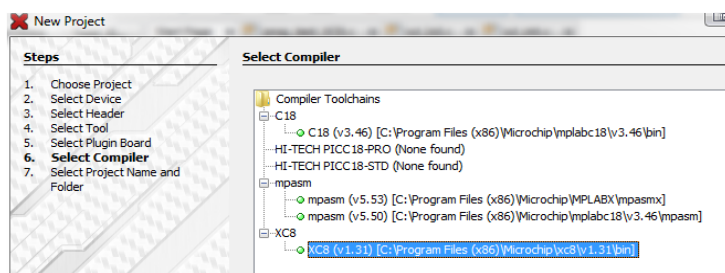 New Project
Steps
1. Choose Project
2. Select Device
3. Select Header
4. Select Tool
5. Select Plugin Board
6. Select Compiler
7. Select Project Name and
Folder
Select Compiler
Compiler Toolchains
C18
C18 (v3.46) [C:\Program Files (x86)\Microchip\mplabc18\v3.46\bin]
HI-TECH PICC18-PRO (None found)
HI-TECH PICC18-STD (None found)
mpasm
mpasm (v5.53) [C:\Program Files (x86)\Microchip\MPLABX\mpasmx]
mpasm (v5.50) [C:\Program Files (x86)\Microchip\mplabc18\v3.46\mpasm]
XC8
XC8 (v1.31) [C:\Program Files (x86)\Microchip\xc8\v1.31\bin]